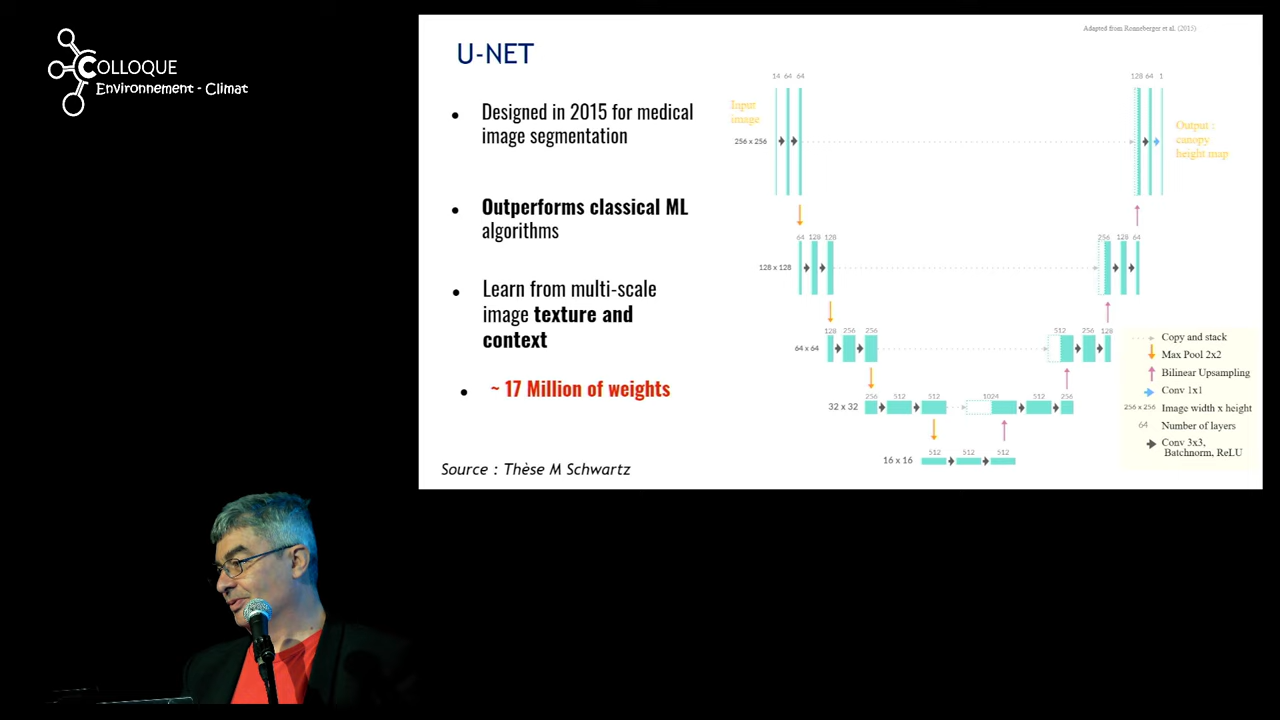 COLLOQUE
Environnement - Climat
Adapted from Ronneberger et al. (2015)
U-NET
• Designed in 2015 for medical
image segmentation
• Outperforms classical ML
algorithms
• Learn from multi-scale
image texture and
context
• ~ 17 Million of weights
Source : Thèse M Schwartz
14 64 64
128 64 1
Input
image
256 x 256
Output :
canopy
height map
64 128 128
256 128 64
128 x 128
128 256 256
512 256 128
64 x 64
256 512 512
1024 512 256
32 x 32
512 512 512
16 x 16
Copy and stack
Max Pool 2x2
Bilinear Upsampling
Conv 1x1
256 x 256 Image width x height
64 Number of layers
Conv 3x3,
Batchnorm, ReLU